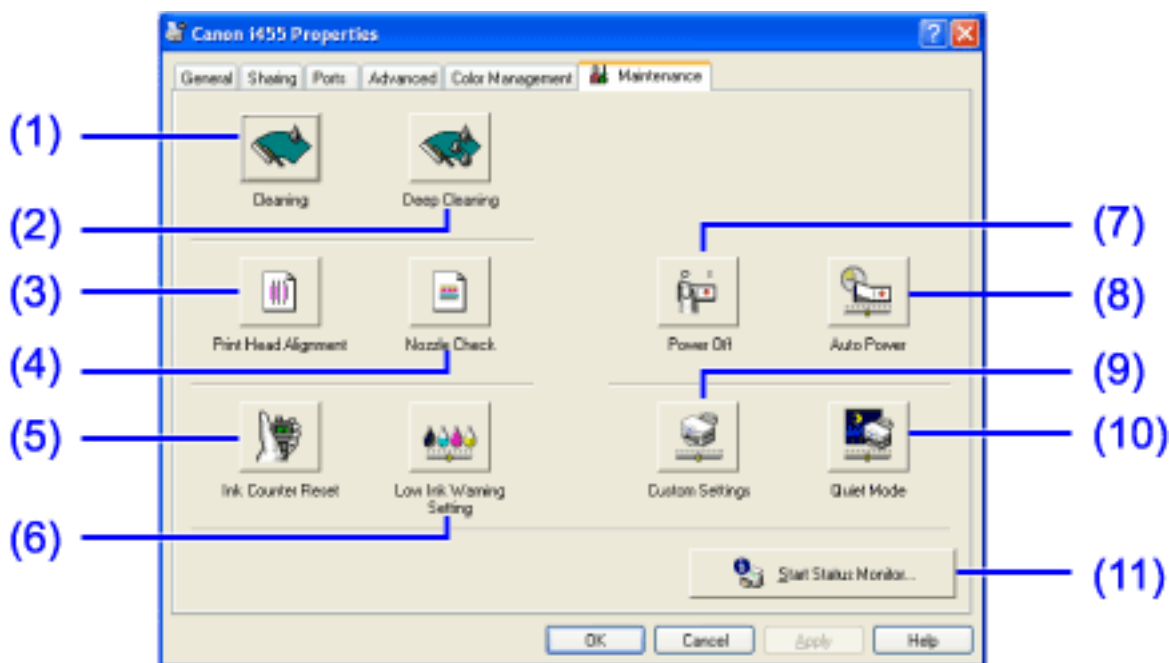 Canon i455 Properties
General Sharing Ports Advanced Color Management Maintenance
(1)
Cleaning
Deep Cleaning
(2)
(7)
(3)
(8)
Print Head Alignment
Nozzle Check
Power Off
Auto Power
(4)
(9)
(5)
(10)
Ink Counter Reset
Low Ink Warning
Setting
Custom Settings
Quiet Mode
(6)
Start Status Monitor...
(11)
OK Cancel Apply Help